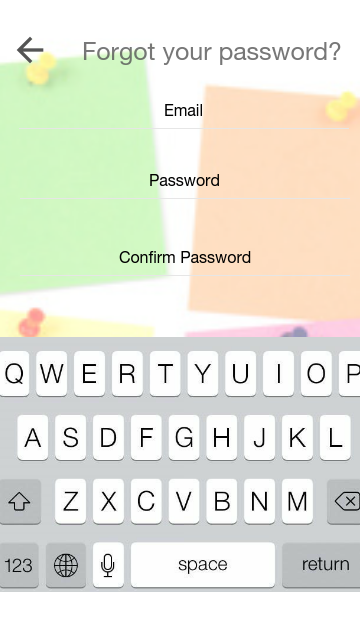 Forgot your password?
Email
Password
Confirm Password
Q W E R T Y U I O P
A S D F G H J K L
Z X C V B N M
123 space return